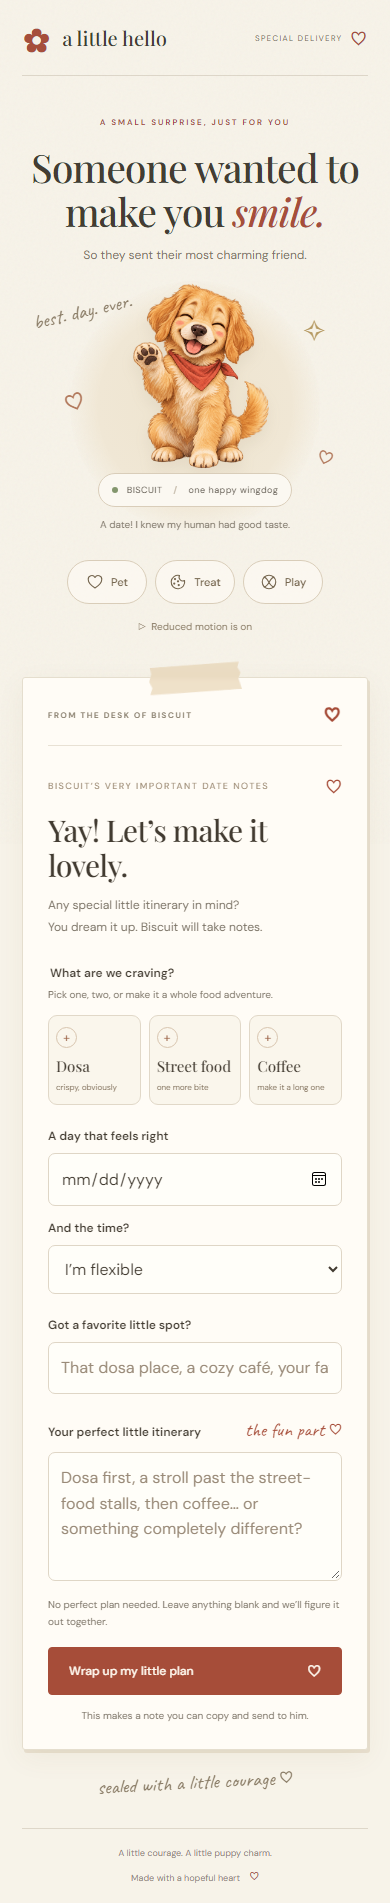 a little hello
SPECIAL DELIVERY
A SMALL SURPRISE, JUST FOR YOU
Someone wanted to
make you smile.
So they sent their most charming friend.
best. day. ever.
BISCUIT / one happy wingdog
A date! I knew my human had good taste.
Pet
Treat
Play
Reduced motion is on
FROM THE DESK OF BISCUIT
BISCUIT'S VERY IMPORTANT DATE NOTES
Yay! Let's make it
lovely.
Any special little itinerary in mind?
You dream it up. Biscuit will take notes.
What are we craving?
Pick one, two, or make it a whole food adventure.
+
Dosa
crispy, obviously
+
Street food
one more bite
+
Coffee
make it a long one
A day that feels right
mm/dd/yyyy
And the time?
I'm flexible
Got a favorite little spot?
That dosa place, a cozy café, your fa
Your perfect little itinerary
the fun part
Dosa first, a stroll past the street-
food stalls, then coffee… or
something completely different?
No perfect plan needed. Leave anything blank and we'll figure it
out together.
Wrap up my little plan
This makes a note you can copy and send to him.
sealed with a little courage
A little courage. A little puppy charm.
Made with a hopeful heart